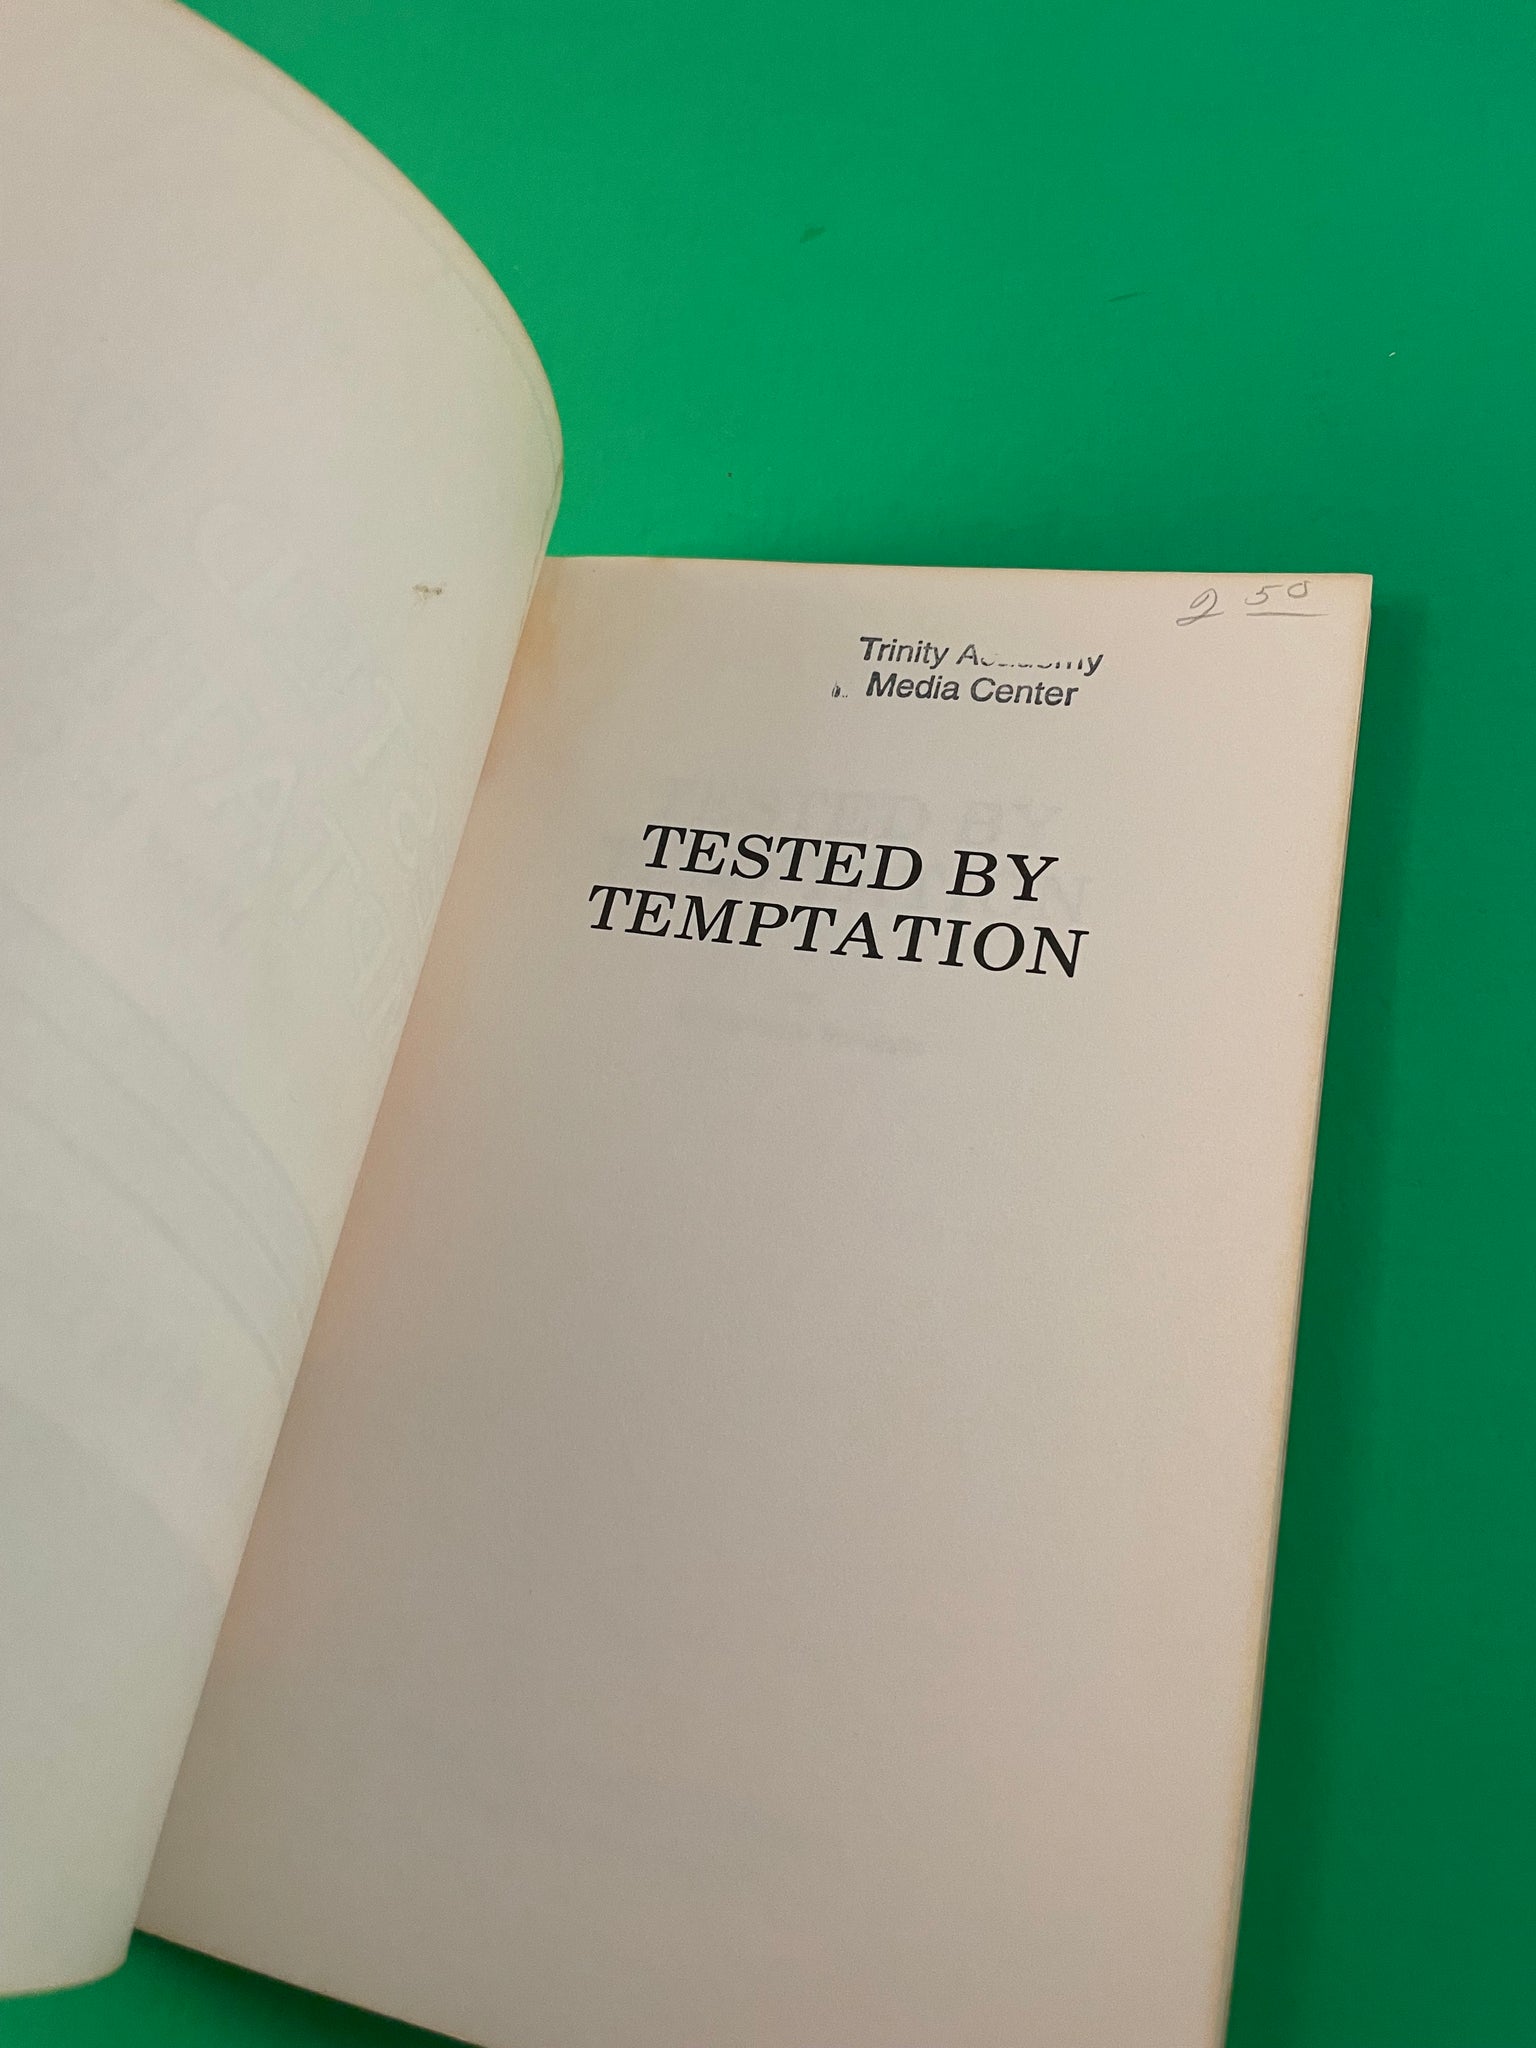 2 50
Trinity Academy
Media Center
TESTED BY
TEMPTATION